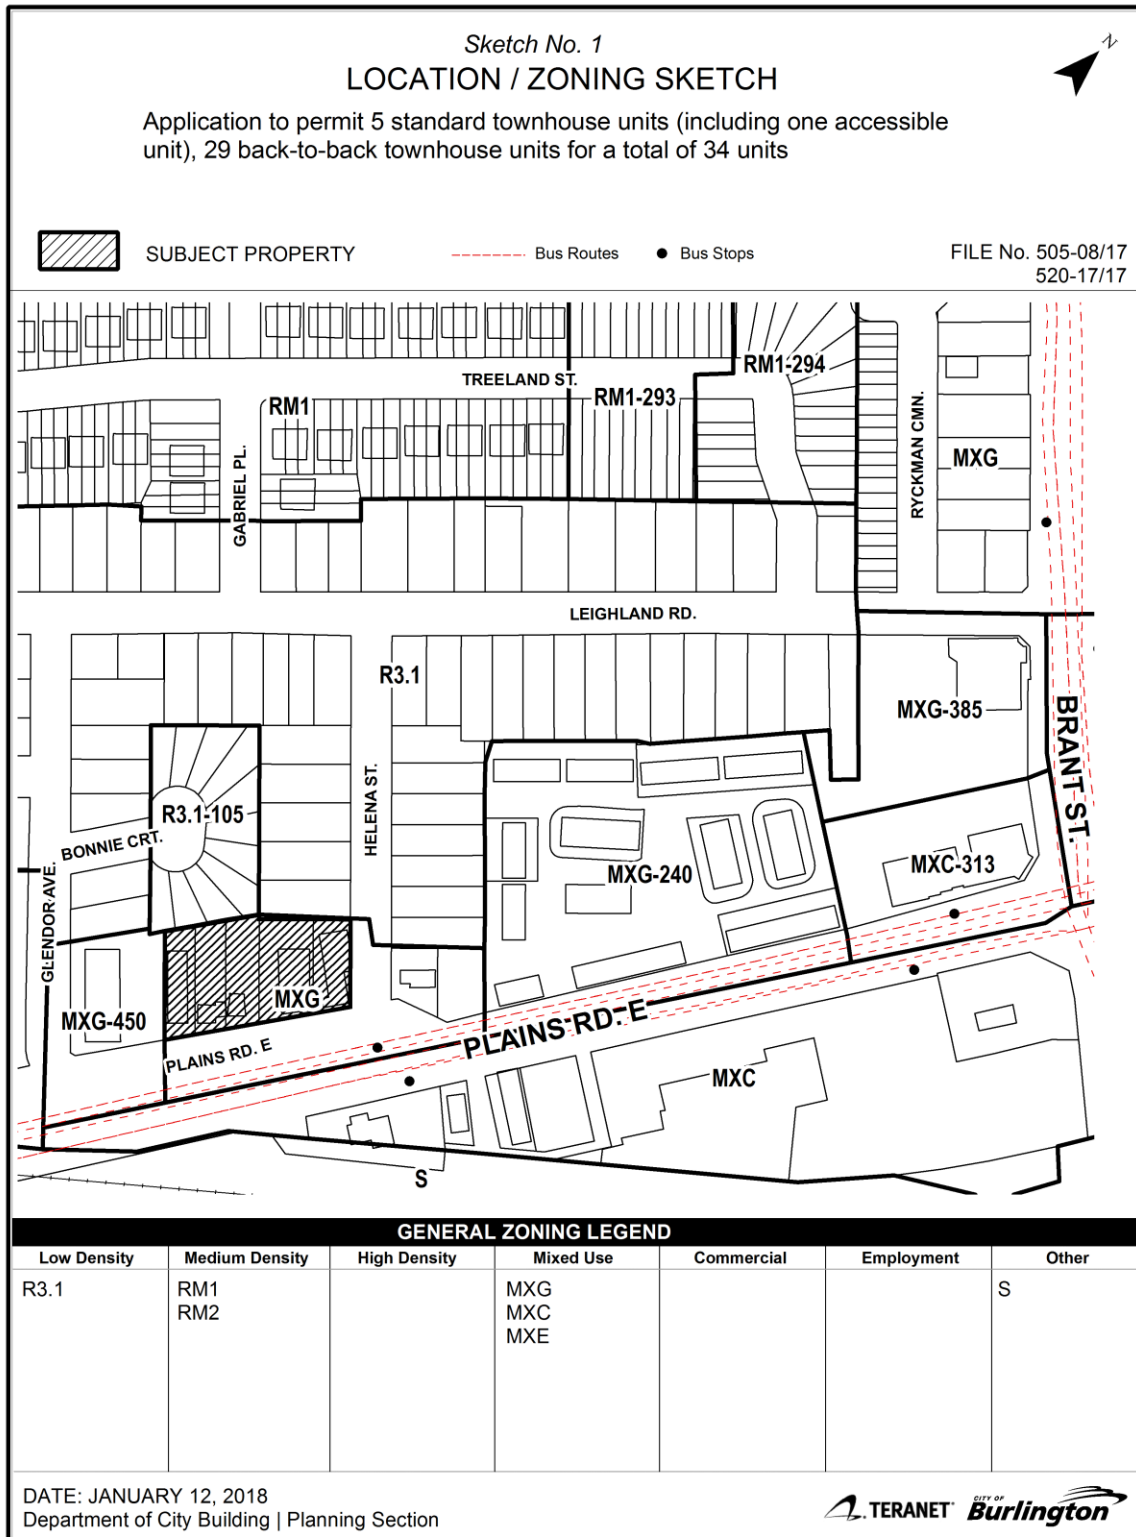 Sketch No. 1
N
LOCATION / ZONING SKETCH
Application to permit 5 standard townhouse units (including one accessible
unit), 29 back-to-back townhouse units for a total of 34 units
SUBJECT PROPERTY
Bus Routes
Bus Stops
FILE No. 505-08/17
520-17/17
TREELAND ST.
RM1-294
RM1
RM1-293
GABRIEL PL.
RYCKMAN CMN.
MXG
LEIGHLAND RD.
R3.1
MXG-385
BRANT ST.
HELENA ST.
R3.1-105
BONNIE CRT.
GLENDOR AVE.
MXG-240
MXC-313
MXG
MXG-450
PLAINS RD. E
PLAINS RD. E
MXC
S
GENERAL ZONING LEGEND
Low Density Medium Density High Density Mixed Use Commercial Employment Other
R3.1 RM1 MXG S
RM2 MXC
MXE
DATE: JANUARY 12, 2018
Department of City Building | Planning Section
TERANET
CITY OF
Burlington